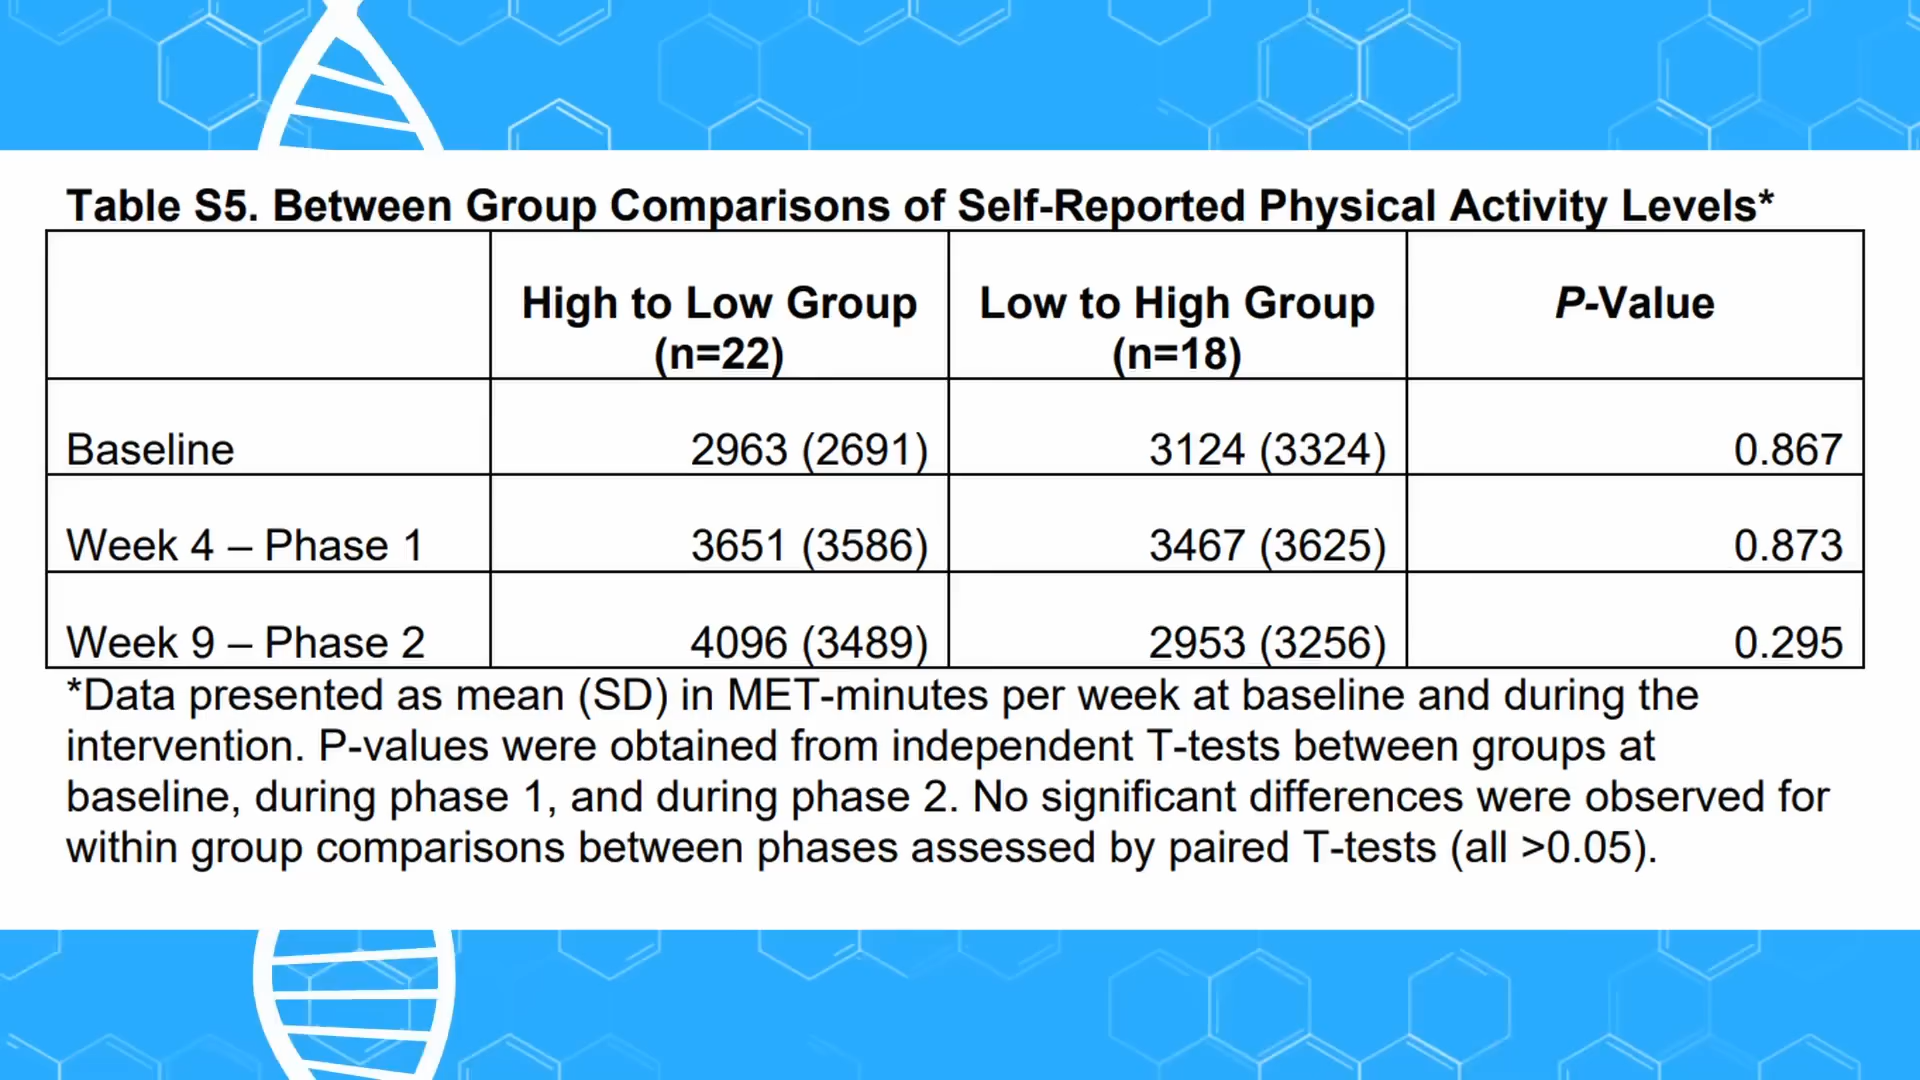 Table S5. Between Group Comparisons of Self-Reported Physical Activity Levels*
High to Low Group (n=22) Low to High Group (n=18) P-Value
Baseline 2963 (2691) 3124 (3324) 0.867
Week 4 – Phase 1 3651 (3586) 3467 (3625) 0.873
Week 9 – Phase 2 4096 (3489) 2953 (3256) 0.295
*Data presented as mean (SD) in MET-minutes per week at baseline and during the
intervention. P-values were obtained from independent T-tests between groups at
baseline, during phase 1, and during phase 2. No significant differences were observed for
within group comparisons between phases assessed by paired T-tests (all >0.05).